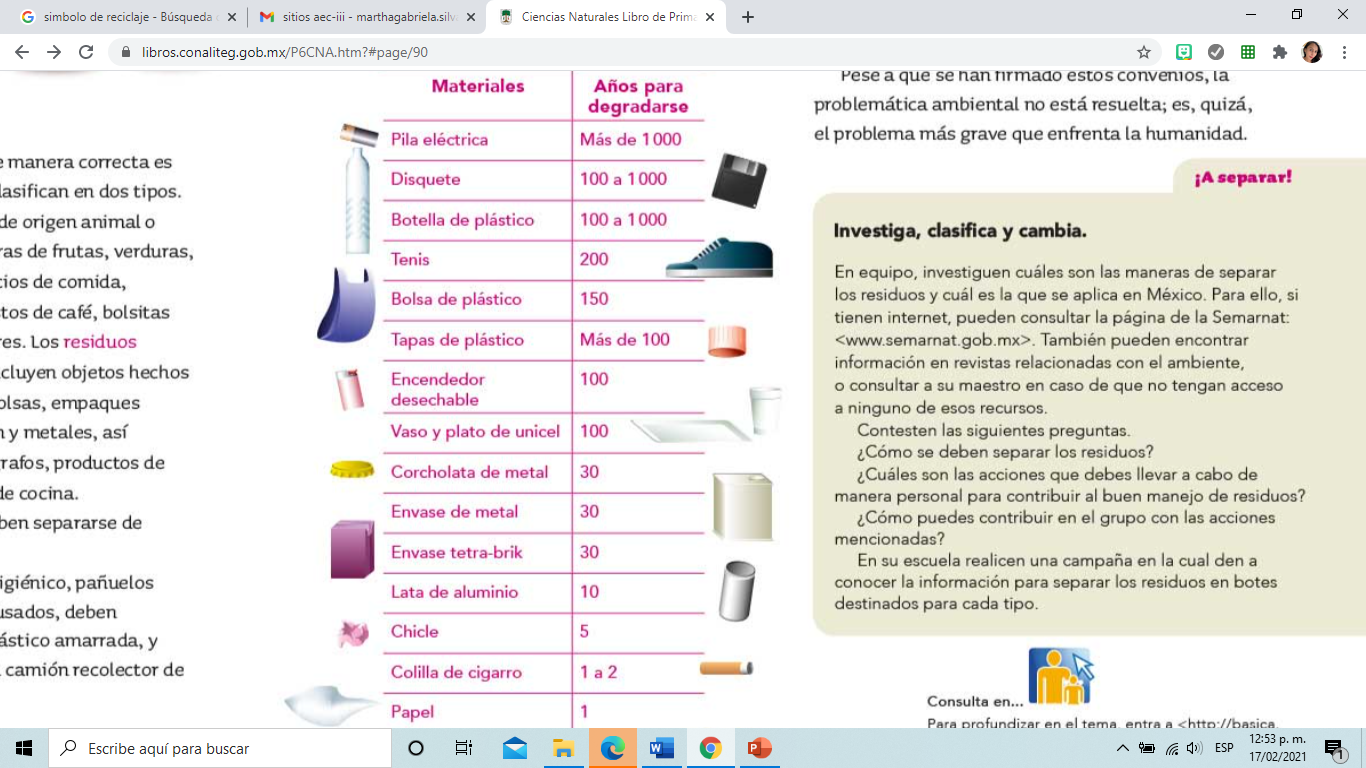 simbolo de reciclaje - Búsqueda
sitios aec-iii - marthagabriela.silv
Ciencias Naturales Libro de Prima
libros.conaliteg.gob.mx/P6CNA.htm?#page/90
manera correcta es
lasifican en dos tipos.
de origen animal o
ras de frutas, verduras,
cios de comida,
stos de café, bolsitas
res. Los residuos
cluyen objetos hechos
olsas, empaques
n y metales, así
grafos, productos de
de cocina.
ben separarse de
igiénico, pañuelos
usados, deben
ástico amarrada, y
camión recolector de
Materiales Años para
degradarse
Pila eléctrica Más de 1 000
Disquete 100 a 1 000
Botella de plástico 100 a 1 000
Tenis 200
Bolsa de plástico 150
Tapas de plástico Más de 100
Encendedor 100
desechable
Vaso y plato de unicel 100
Corcholata de metal 30
Envase de metal 30
Envase tetra-brik 30
Lata de aluminio 10
Chicle 5
Colilla de cigarro 1 a 2
Papel 1
Pese a que se han firmado estos convenios, la
problemática ambiental no está resuelta; es, quizá,
el problema más grave que enfrenta la humanidad.
¡A separar!
Investiga, clasifica y cambia.
En equipo, investiguen cuáles son las maneras de separar
los residuos y cuál es la que se aplica en México. Para ello, si
tienen internet, pueden consultar la página de la Semarnat:
<www.semarnat.gob.mx>. También pueden encontrar
información en revistas relacionadas con el ambiente,
o consultar a su maestro en caso de que no tengan acceso
a ninguno de esos recursos.
Contesten las siguientes preguntas.
¿Cómo se deben separar los residuos?
¿Cuáles son las acciones que debes llevar a cabo de
manera personal para contribuir al buen manejo de residuos?
¿Cómo puedes contribuir en el grupo con las acciones
mencionadas?
En su escuela realicen una campaña en la cual den a
conocer la información para separar los residuos en botes
destinados para cada tipo.
Consulta en...
Para profundizar en el tema, entra a <http://basica.
Escribe aquí para buscar
ESP
12:53 p. m.
17/02/2021
1